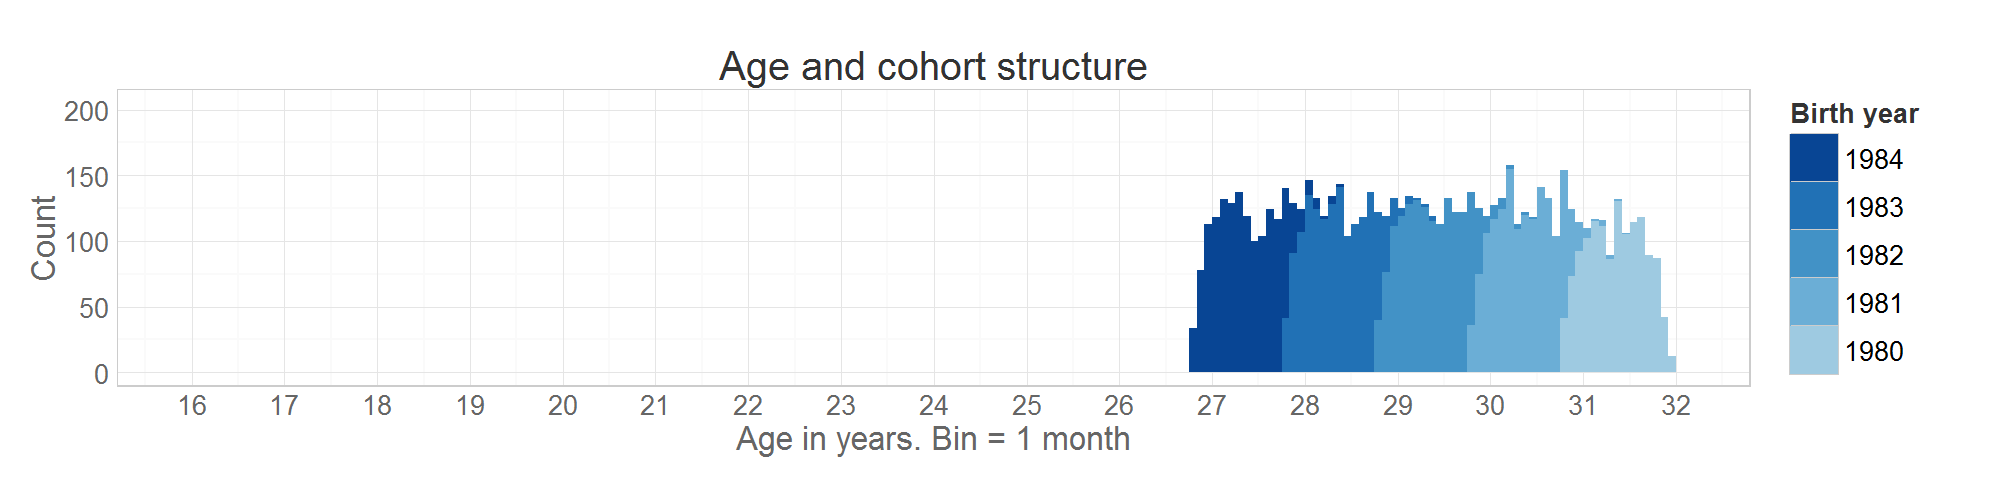 Age and cohort structure
200
150
100
50
0
Count
16 17 18 19 20 21 22 23 24 25 26 27 28 29 30 31 32
Age in years. Bin = 1 month
Birth year
1984
1983
1982
1981
1980